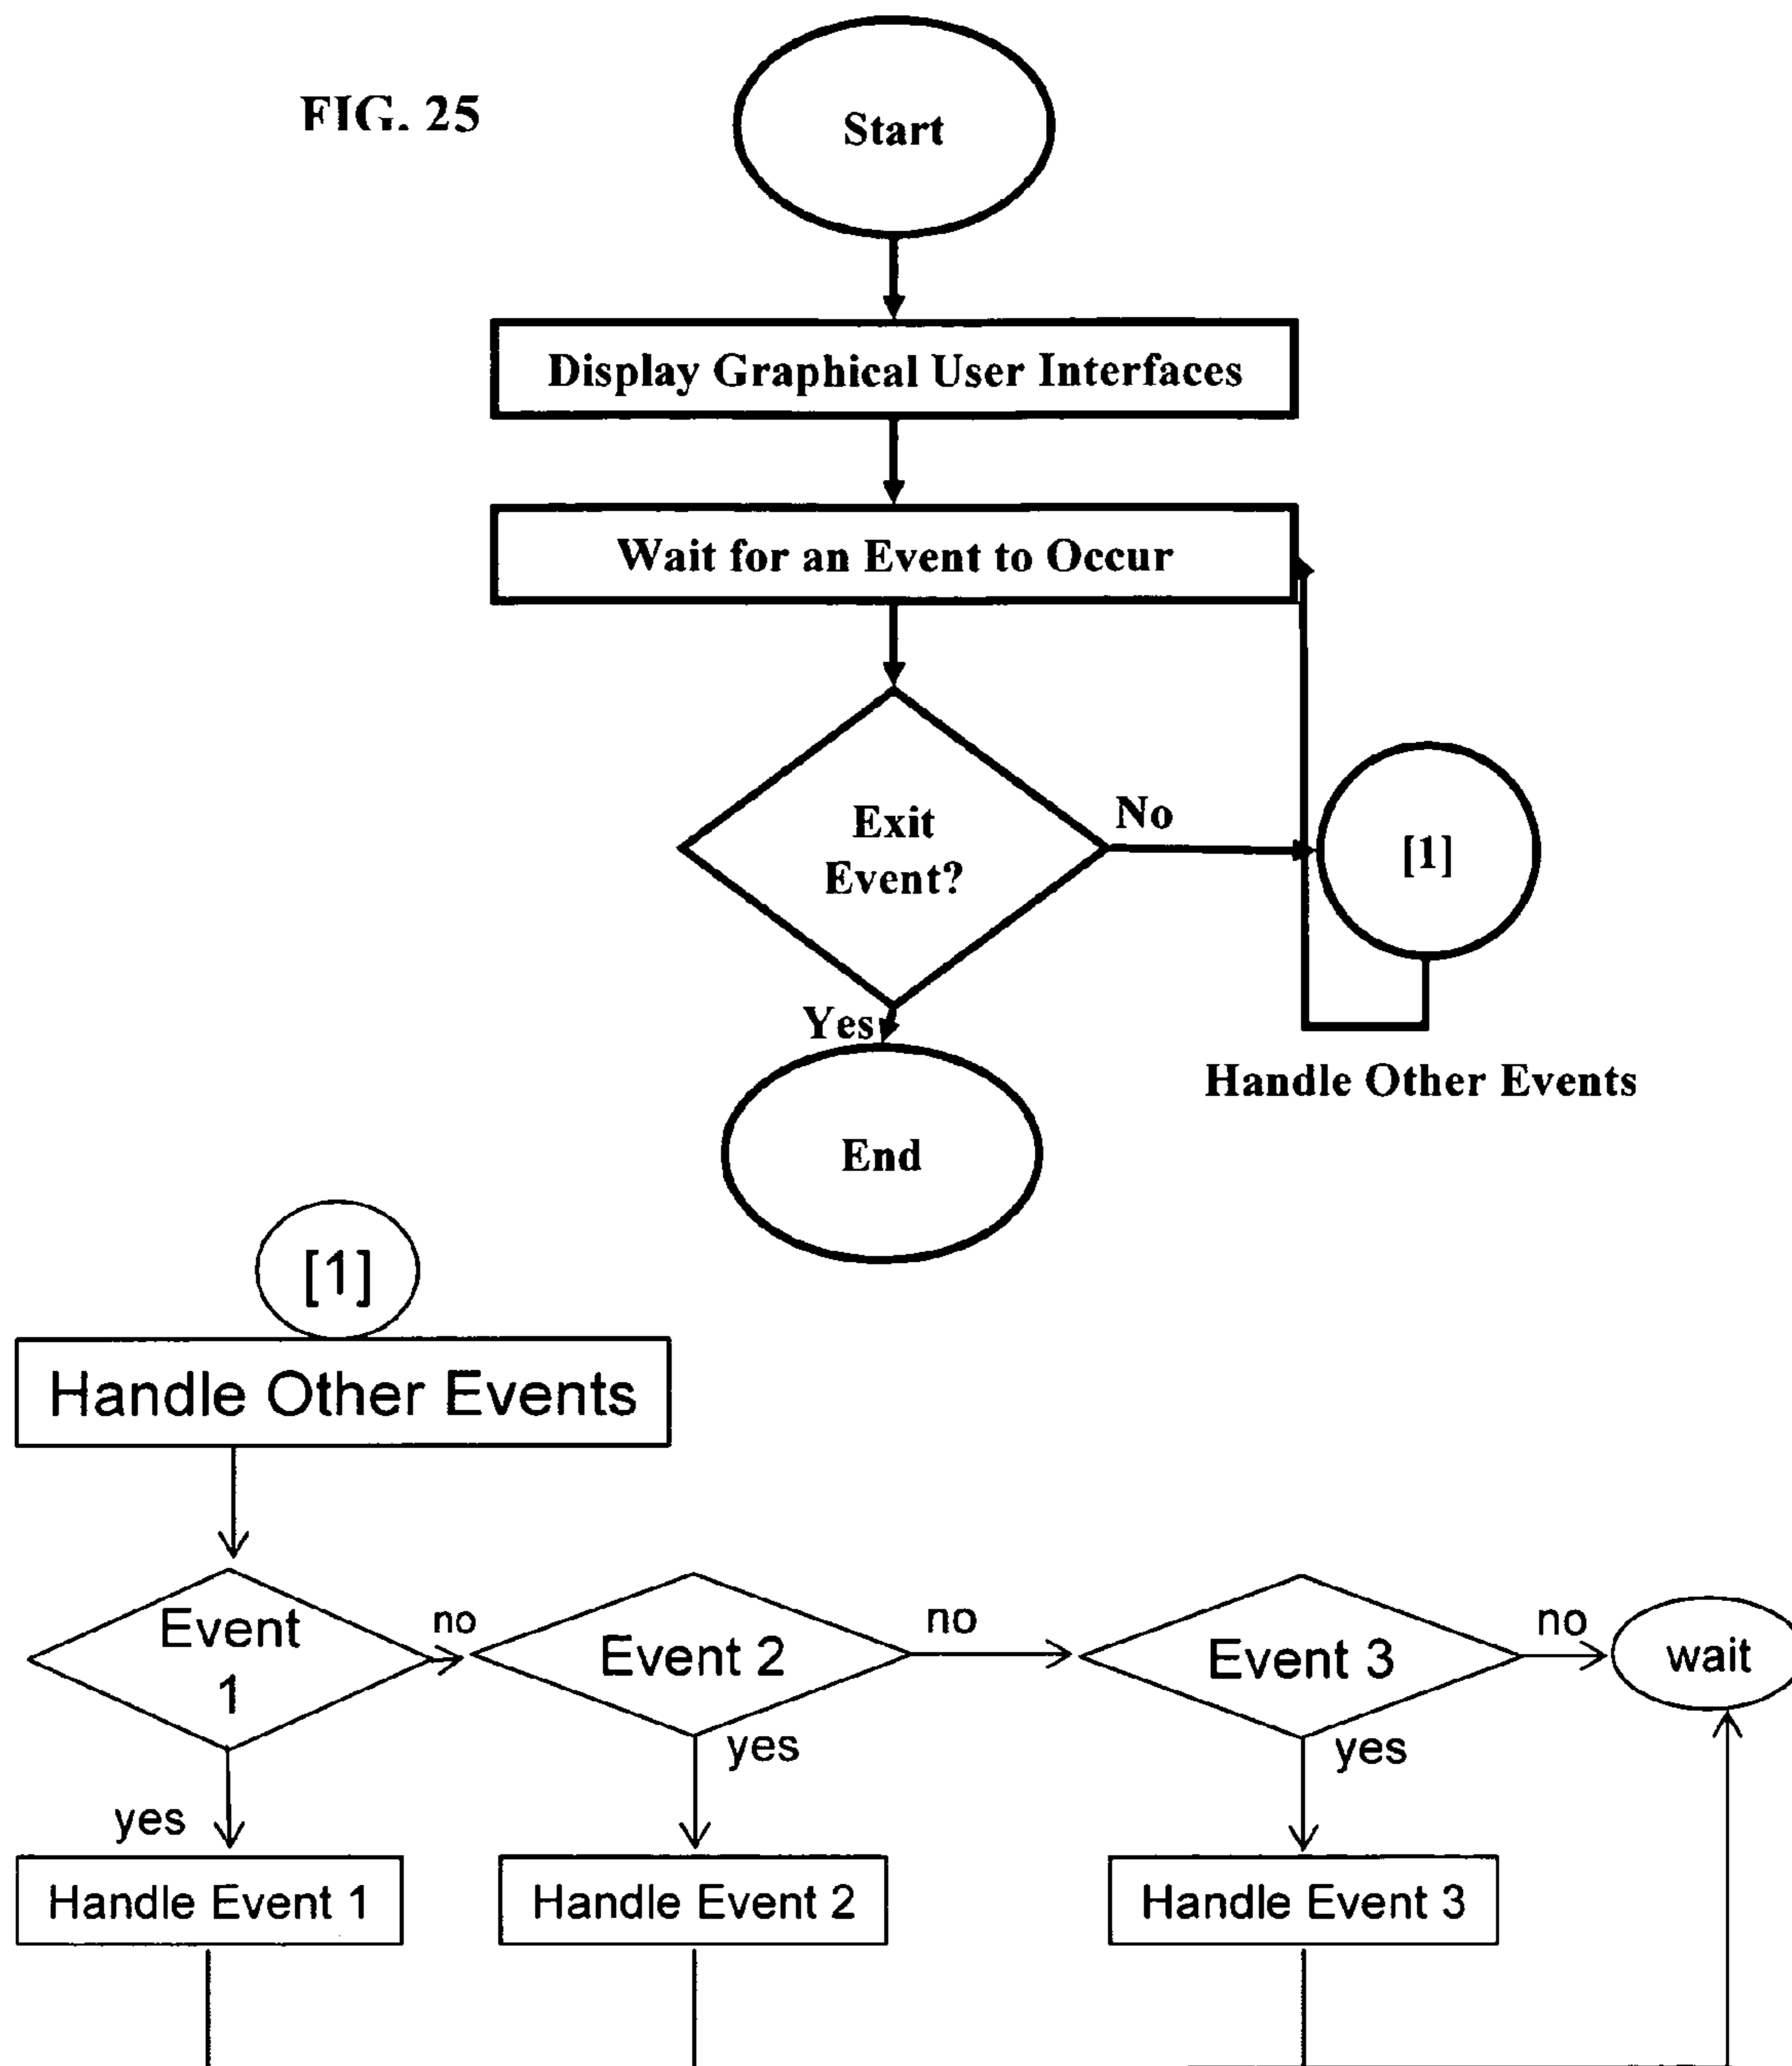 FIG. 25
Start
Display Graphical User Interfaces
Wait for an Event to Occur
Exit
Event?
No
[1]
Yes
Handle Other Events
End
[1]
Handle Other Events
Event
1
no
Event 2
no
Event 3
no
wait
yes
yes
yes
Handle Event 1
Handle Event 2
Handle Event 3